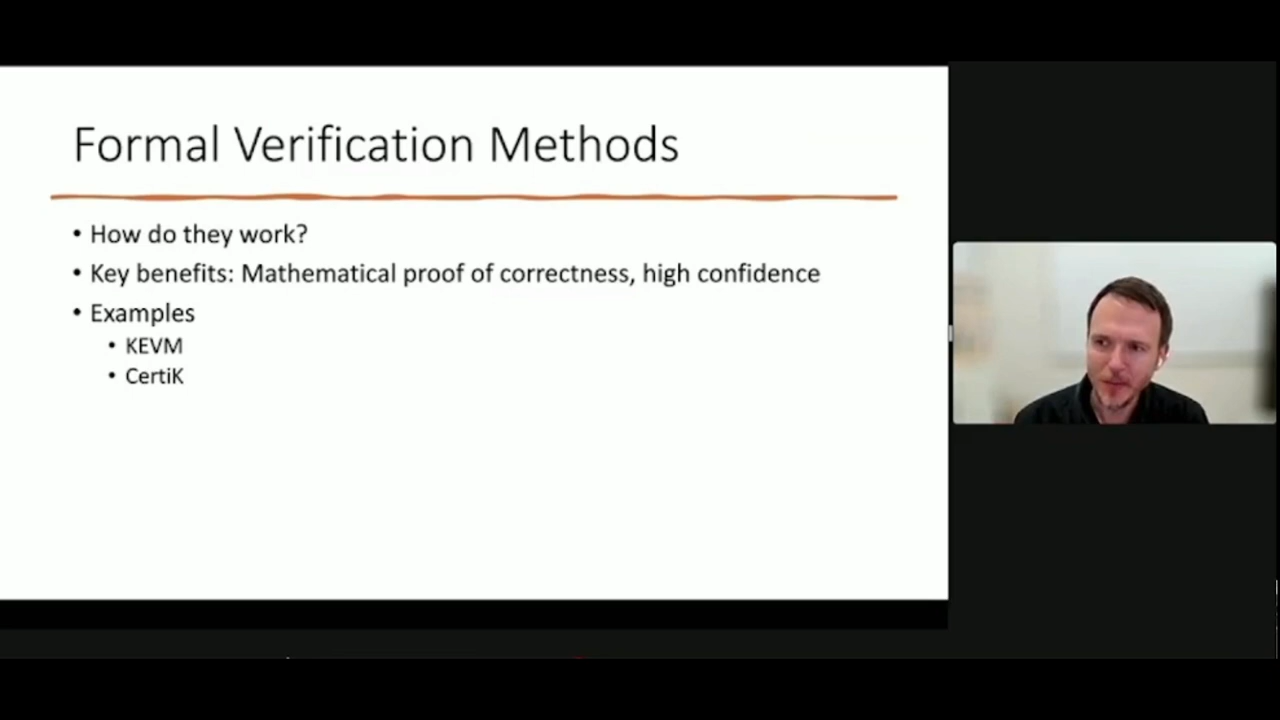 Formal Verification Methods
• How do they work?
• Key benefits: Mathematical proof of correctness, high confidence
• Examples
• KEVM
• CertiK